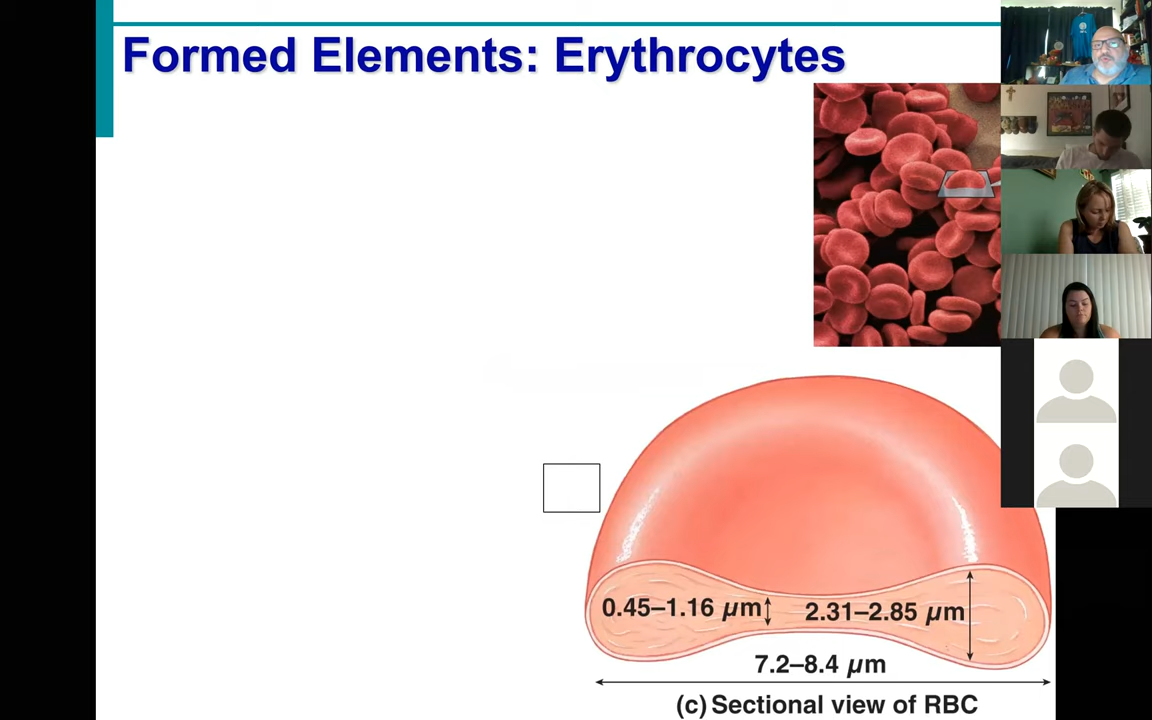 Formed Elements: Erythrocytes
0.45–1.16 µm
2.31–2.85 µm
7.2–8.4 µm
(c) Sectional view of RBC